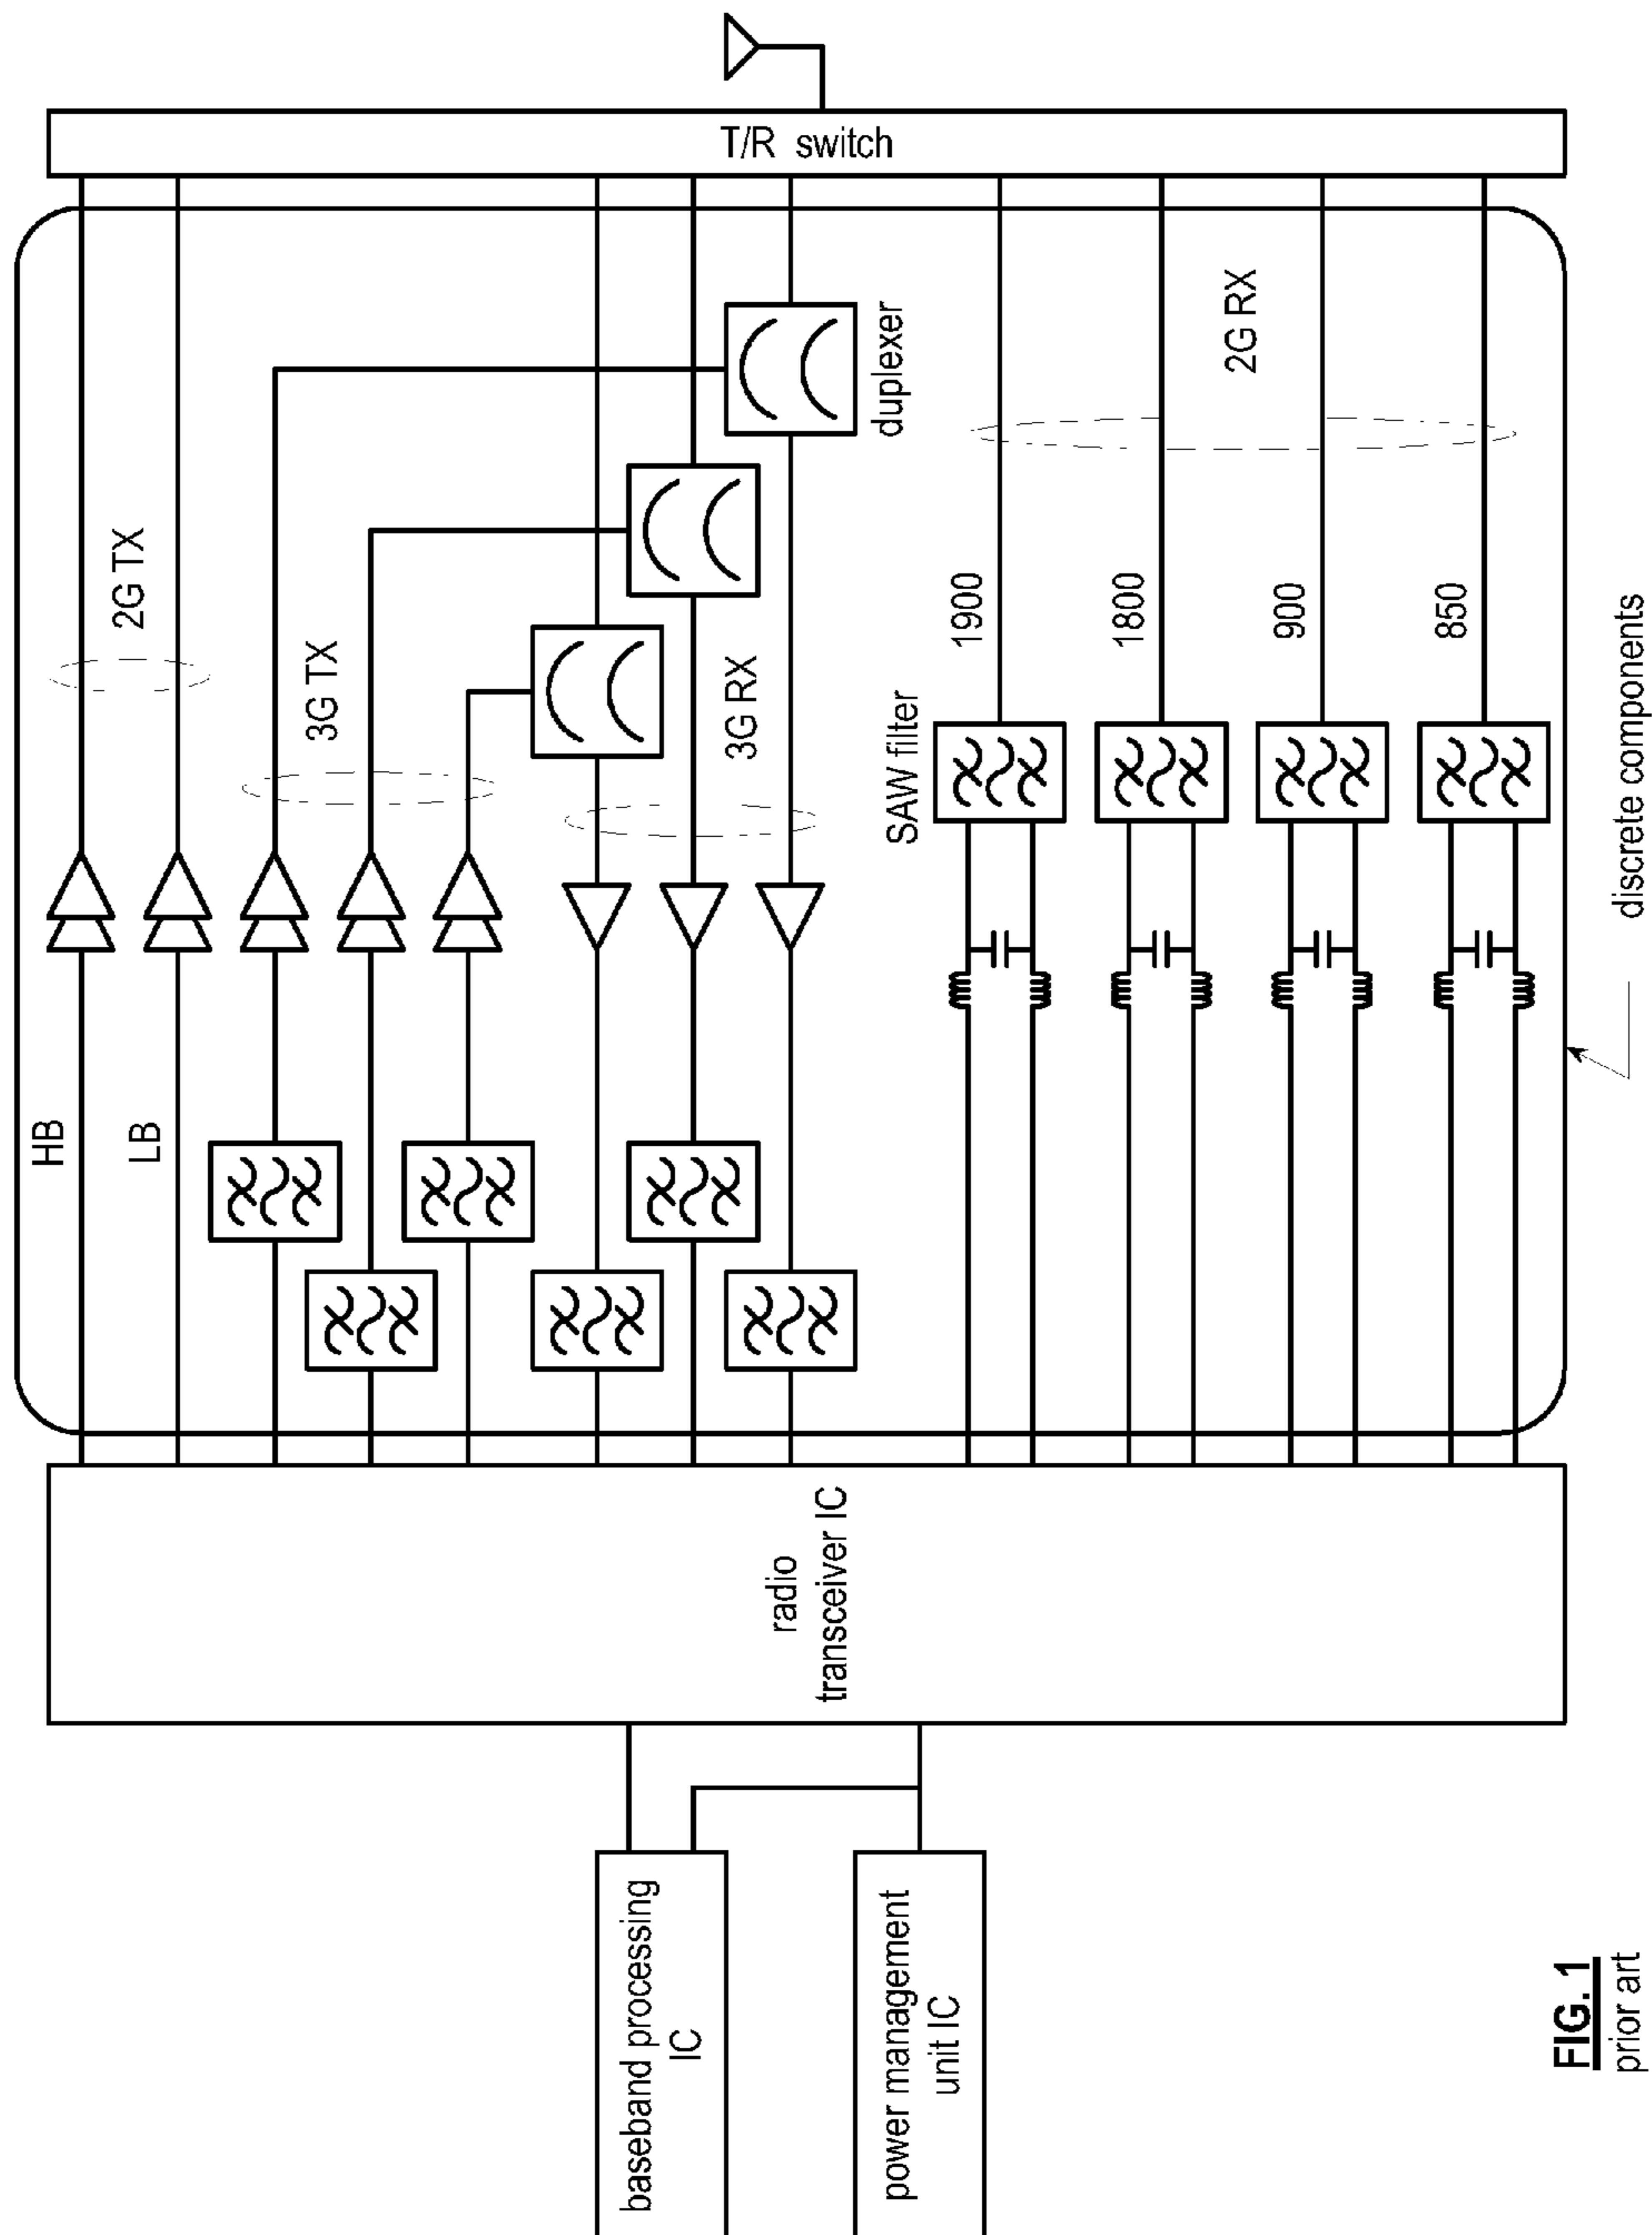 HB
2G TX
LB
3G TX
3G RX
duplexer
SAW filter
1900
1800
900
850
2G RX
T/R switch
radio
transceiver IC
baseband processing
IC
power management
unit IC
discrete components
FIG. 1
prior art